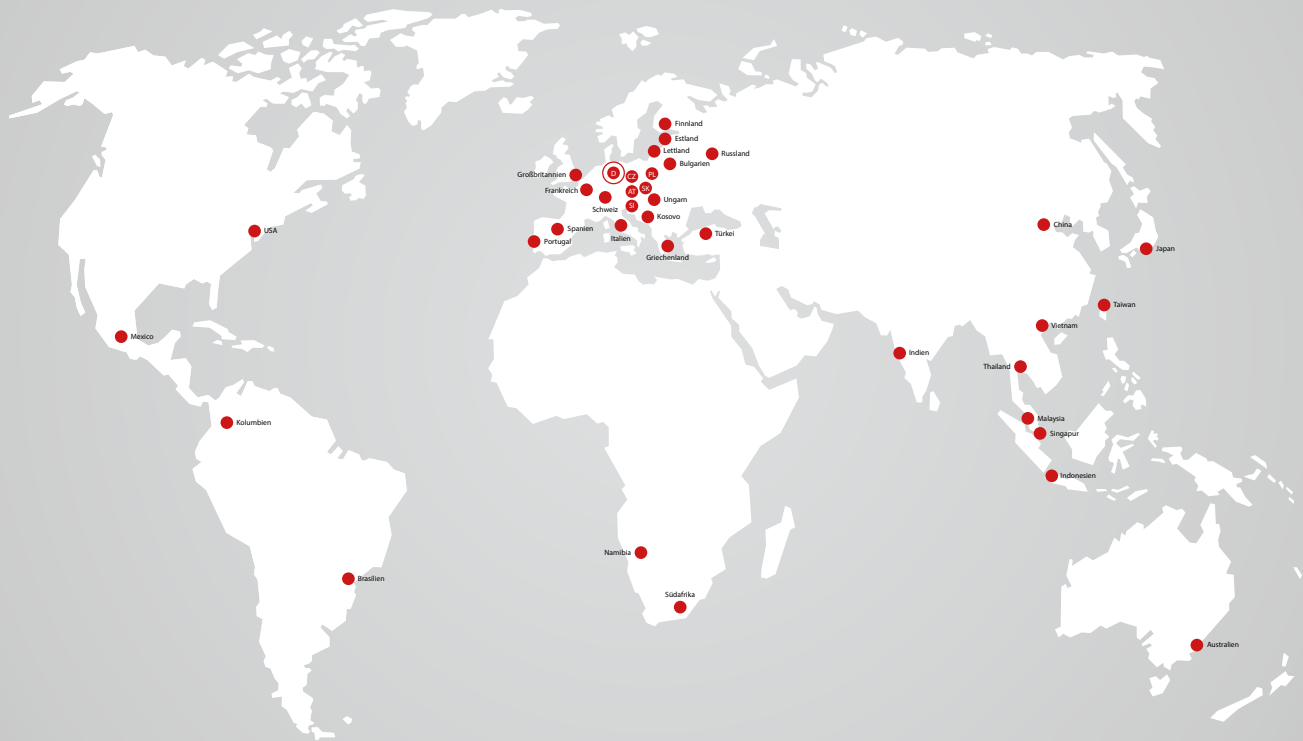 Finnland
Estland
Lettland
Russland
Bulgarien
Großbritannien
D
CZ
PL
Frankreich
AT
SK
Schweiz
SI
Ungarn
Kosovo
Spanien
Italien
Türkei
Portugal
Griechenland
USA
China
Japan
Taiwan
Mexico
Vietnam
Indien
Thailand
Kolumbien
Malaysia
Singapur
Indonesien
Namibia
Brasilien
Südafrika
Australien